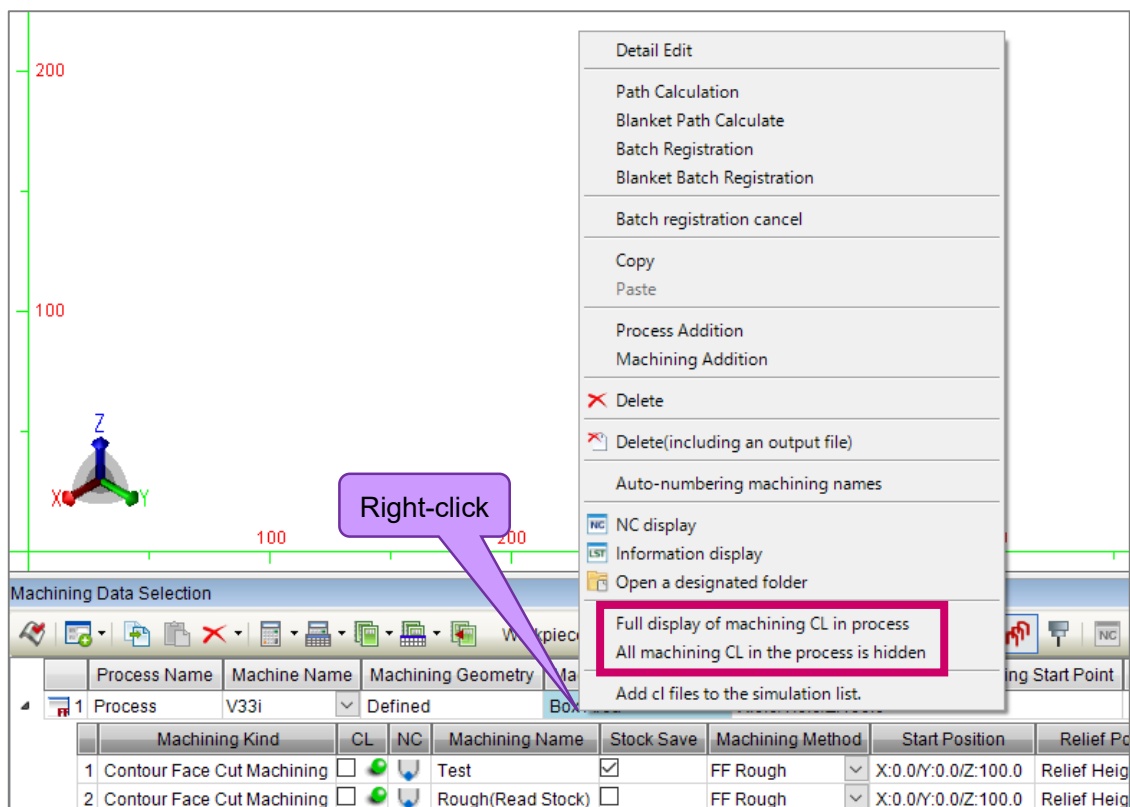 200
Detail Edit
Path Calculation
Blanket Path Calculate
Batch Registration
Blanket Batch Registration
Batch registration cancel
Copy
Paste
100
Process Addition
Machining Addition
Delete
Z
Delete(including an output file)
X
Y
Auto-numbering machining names
Right-click
100
200
NC NC display
LST Information display
Open a designated folder
Machining Data Selection
Full display of machining CL in process
All machining CL in the process is hidden
NC
Process Name Machine Name Machining Geometry Start Point
Add cl files to the simulation list.
FF 1 Process V33i Defined
Machining Kind CL NC Machining Name Stock Save Machining Method Start Position
1 Contour Face Cut Machining Test FF Rough X:0.0/Y:0.0/Z:100.0 Relief Heig
2 Contour Face Cut Machining Rough(Read Stock) FF Rough X:0.0/Y:0.0/Z:100.0 Relief Heig